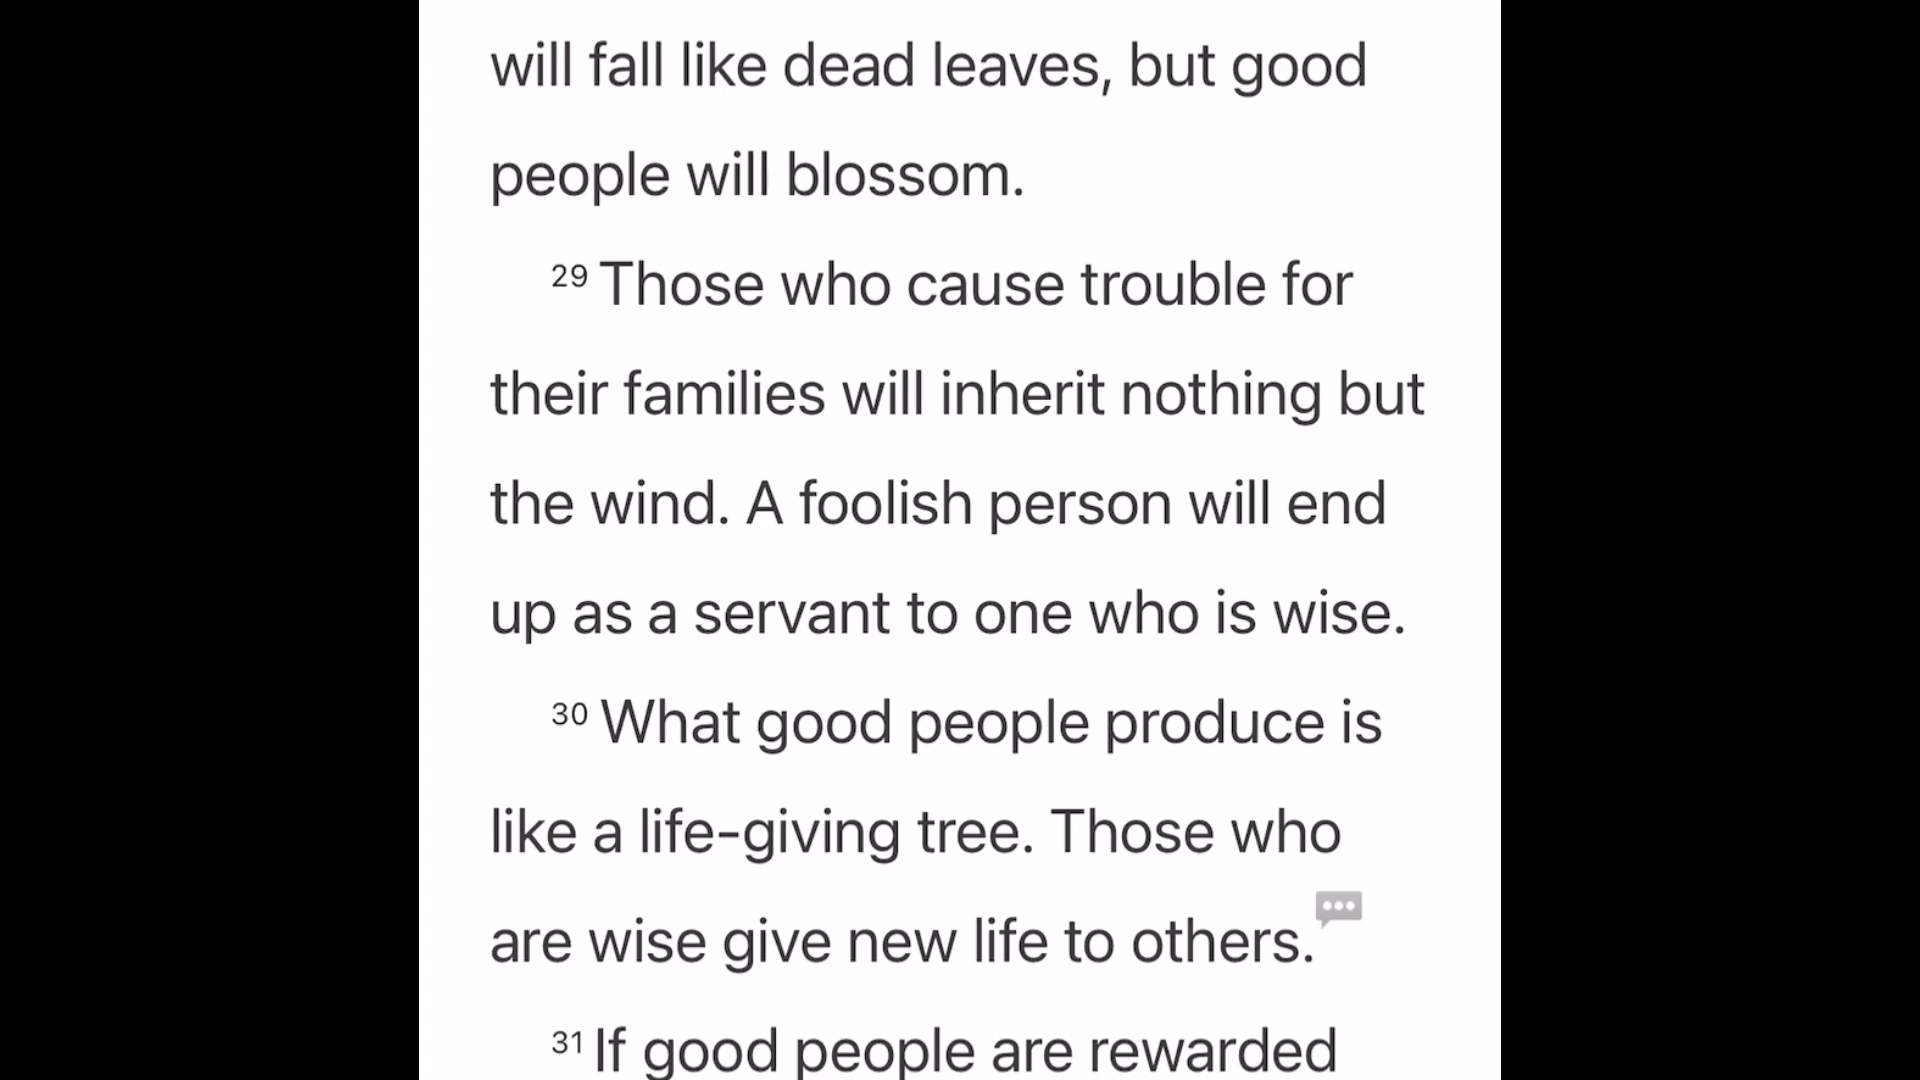 will fall like dead leaves, but good
people will blossom.
29 Those who cause trouble for
their families will inherit nothing but
the wind. A foolish person will end
up as a servant to one who is wise.
30 What good people produce is
like a life-giving tree. Those who
are wise give new life to others.
31 If good people are rewarded